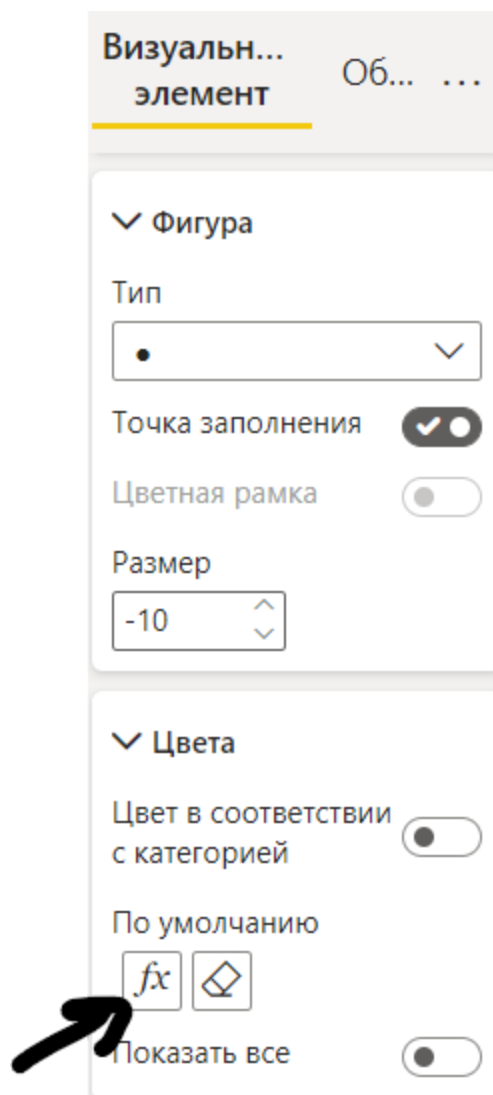 Визуальн...
элемент
Об... ...
Фигура
Тип
Точка заполнения
Цветная рамка
Размер
-10
Цвета
Цвет в соответствии
с категорией
По умолчанию
fx
Показать все